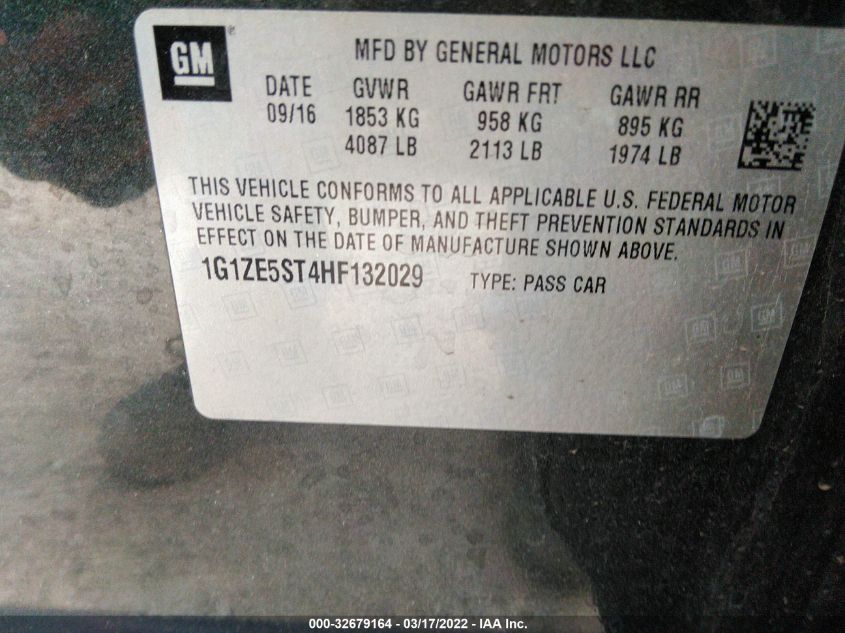 GM®
MFD BY GENERAL MOTORS LLC
DATE GVWR GAWR FRT GAWR RR
09/16 1853 KG 958 KG 895 KG
4087 LB 2113 LB 1974 LB
THIS VEHICLE CONFORMS TO ALL APPLICABLE U.S. FEDERAL MOTOR
VEHICLE SAFETY, BUMPER, AND THEFT PREVENTION STANDARDS IN
EFFECT ON THE DATE OF MANUFACTURE SHOWN ABOVE.
1G1ZE5ST4HF132029 TYPE: PASS CAR
000-32679164 - 03/17/2022 - IAA Inc.